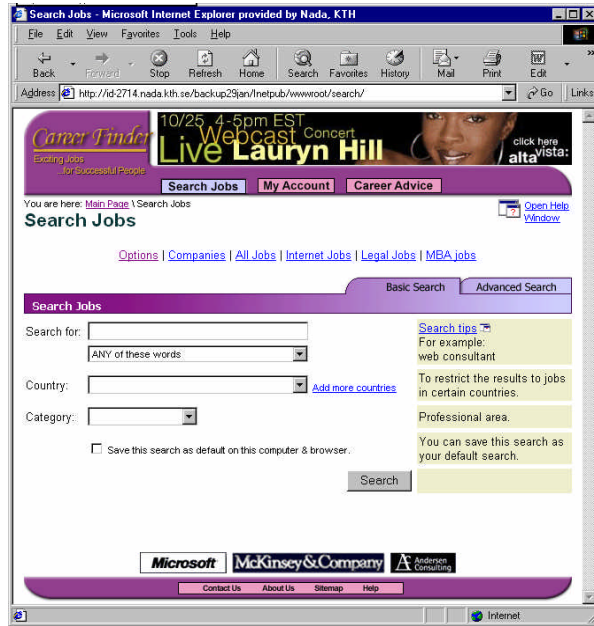 Search Jobs - Microsoft Internet Explorer provided by Nada, KTH
File Edit View Favorites Tools Help
Back Forward Stop Refresh Home Search Favorites History Mail Print Edit »
Address http://id-2714.nada.kth.se/backup29jan/Inetpub/wwwroot/search/ Go Links
Career Finder
Exciting Jobs
...for Successful People
10/25 4-5pm EST
Webcast Concert
Live Lauryn Hill
click here
altavista:
Search Jobs My Account Career Advice
You are here: Main Page \ Search Jobs
Open Help
Window
Search Jobs
Options | Companies | All Jobs | Internet Jobs | Legal Jobs | MBA jobs
Basic Search Advanced Search
Search Jobs
Search for:
Search tips
For example:
web consultant
ANY of these words
Country: Add more countries
To restrict the results to jobs
in certain countries.
Category:
Professional area.
Save this search as default on this computer & browser.
You can save this search as
your default search.
Search
Microsoft McKinsey & Company Andersen
Consulting
Contact Us About Us Sitemap Help
Internet